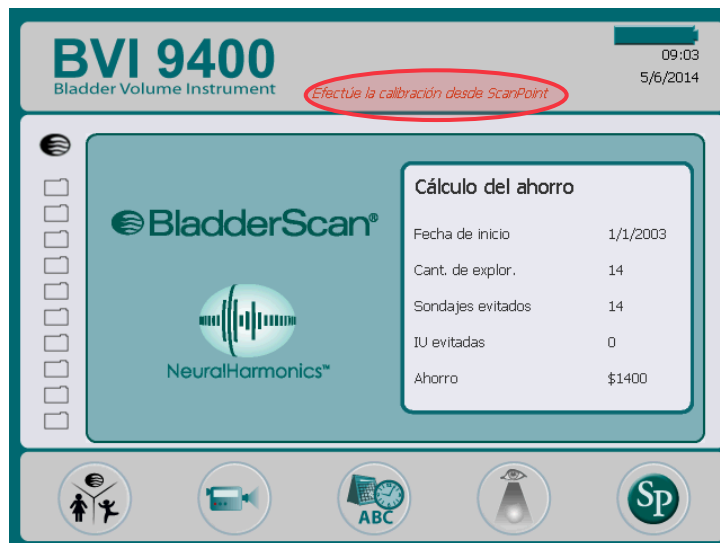 BVI 9400
Bladder Volume Instrument
Efectúe la calibración desde ScanPoint
09:03
5/6/2014
BladderScan®
NeuralHarmonics™
Cálculo del ahorro
Fecha de inicio 1/1/2003
Cant. de explor. 14
Sondajes evitados 14
IU evitadas 0
Ahorro $1400
ABC
SP